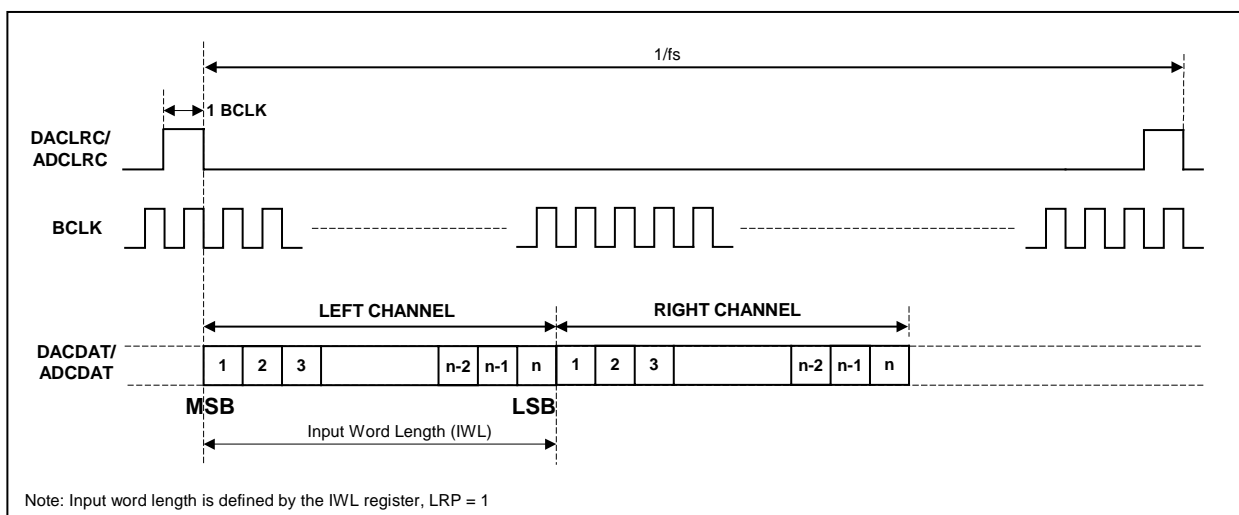 1/fs
1 BCLK
DACLRC/
ADCLRC
BCLK
LEFT CHANNEL
RIGHT CHANNEL
DACDAT/
ADCDAT
1 2 3 n-2 n-1 n 1 2 3 n-2 n-1 n
MSB LSB
Input Word Length (IWL)
Note: Input word length is defined by the IWL register, LRP = 1